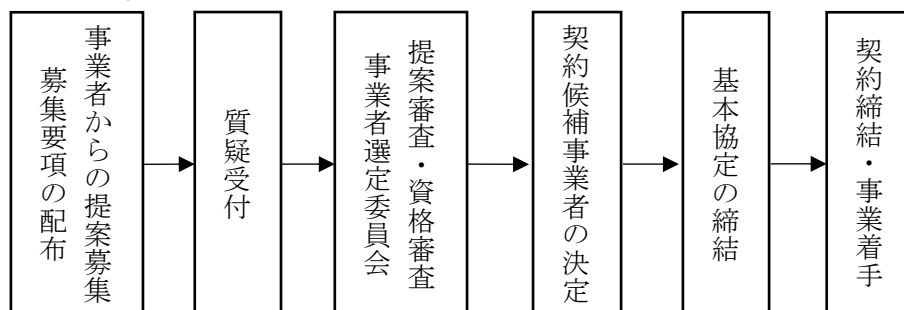 事業者からの提案募集
募集要項の配布
質疑受付
提案審査・資格審査
事業者選定委員会
契約候補事業者の決定
基本協定の締結
契約締結・事業着手